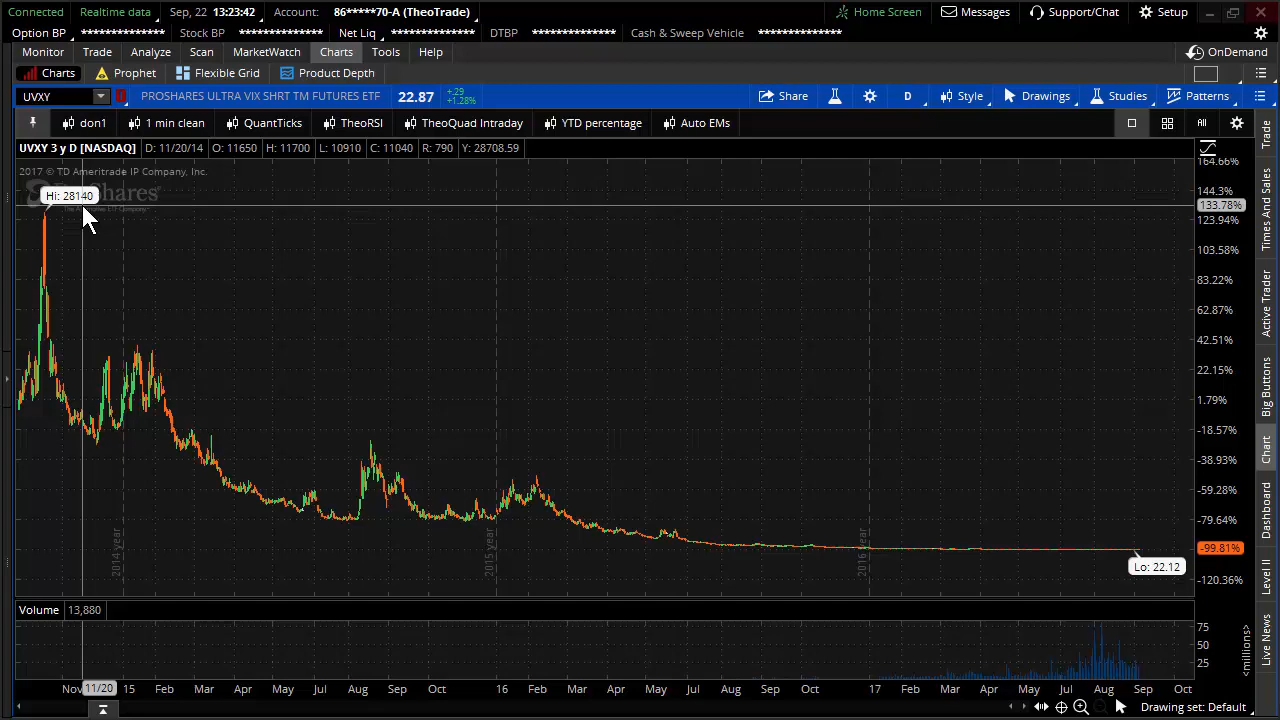 Connected Realtime data Sep, 22 13:23:42 Account: 86*****70-A (TheoTrade) Home Screen Messages Support/Chat Setup
Option BP *************** Stock BP *************** Net Liq *************** DTBP *************** Cash & Sweep Vehicle ***************
Monitor Trade Analyze Scan MarketWatch Charts Tools Help OnDemand
Charts Prophet Flexible Grid Product Depth
UVXY D PROSHARES ULTRA VIX SHRT TM FUTURES ETF 22.87 +.29 +1.28% Share D Style Drawings Studies Patterns
don1 1 min clean QuantTicks TheoRSI TheoQuad Intraday YTD percentage Auto EMs All
UVXY 3 y D [NASDAQ] D: 11/20/14 O: 11650 H: 11700 L: 10910 C: 11040 R: 790 Y: 28708.59
2017 © TD Ameritrade IP Company, Inc.
Hi: 28140
164.66%
144.3%
133.78%
123.94%
103.58%
83.22%
62.87%
42.51%
22.15%
1.79%
-18.57%
-38.93%
-59.28%
-79.64%
-99.81%
-120.36%
2014 year
2015 year
2016 year
Lo: 22.12
Volume 13,880
75
50
25
<millions>
Nov 11/20 15 Feb Mar Apr May Jul Aug Sep Oct 16 Feb Mar Apr May Jul Aug Sep Oct 17 Feb Mar Apr May Jul Aug Sep Oct
Drawing set: Default
Trade
Times And Sales
Active Trader
Big Buttons
Chart
Dashboard
Level II
Live News